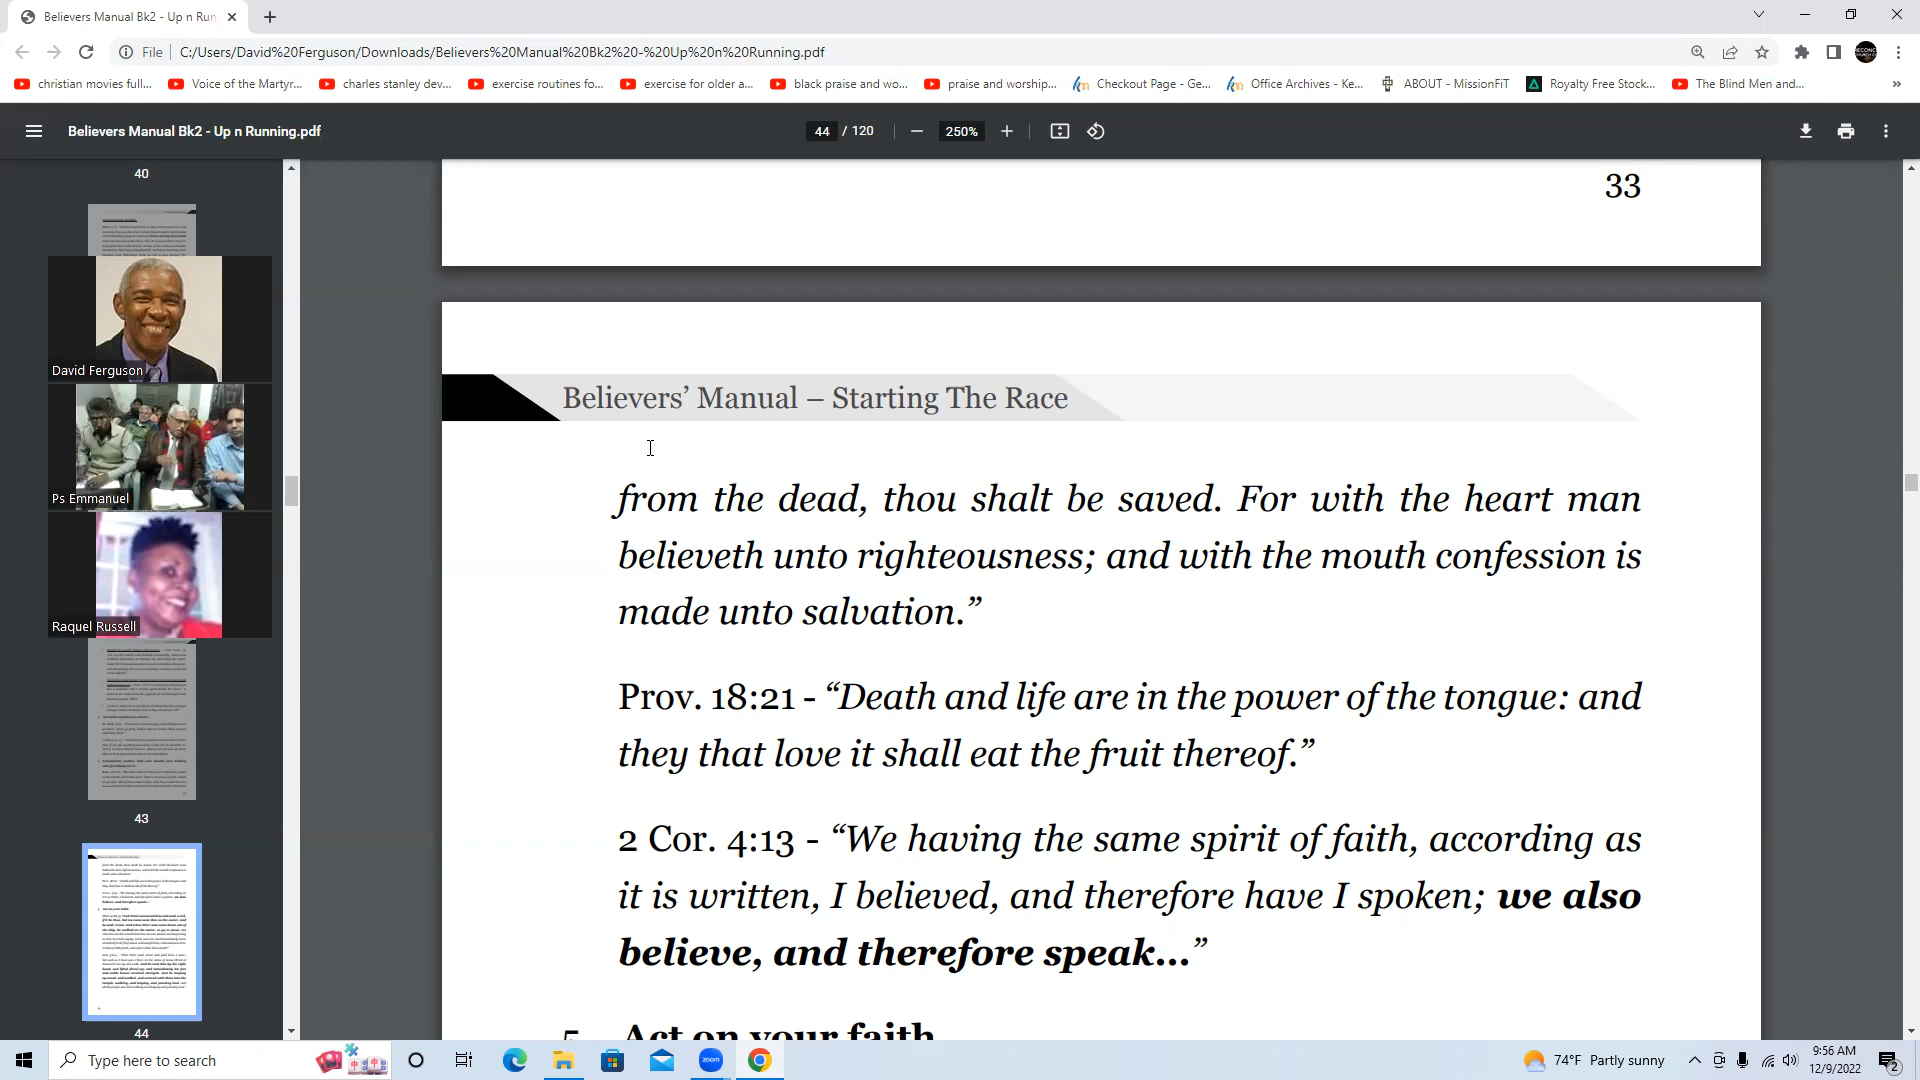 Believers Manual Bk2 - Up n Run
File C:/Users/David%20Ferguson/Downloads/Believers%20Manual%20Bk2%20-%20Up%20n%20Running.pdf
christian movies full... Voice of the Martyr... charles stanley dev... exercise routines fo... exercise for older a... black praise and wo... praise and worship... Checkout Page - Ge... Office Archives - Ke... ABOUT - MissionFiT Royalty Free Stock... The Blind Men and... »
Believers Manual Bk2 - Up n Running.pdf 44 / 120 250%
40
David Ferguson
Ps Emmanuel
Raquel Russell
43
44
33
Believers’ Manual – Starting The Race
from the dead, thou shalt be saved. For with the heart man
believeth unto righteousness; and with the mouth confession is
made unto salvation.”
Prov. 18:21 - “Death and life are in the power of the tongue: and
they that love it shall eat the fruit thereof.”
2 Cor. 4:13 - “We having the same spirit of faith, according as
it is written, I believed, and therefore have I spoken; we also
believe, and therefore speak...”
5. Act on your faith
Type here to search
zoom
74°F Partly sunny
9:56 AM
12/9/2022
2